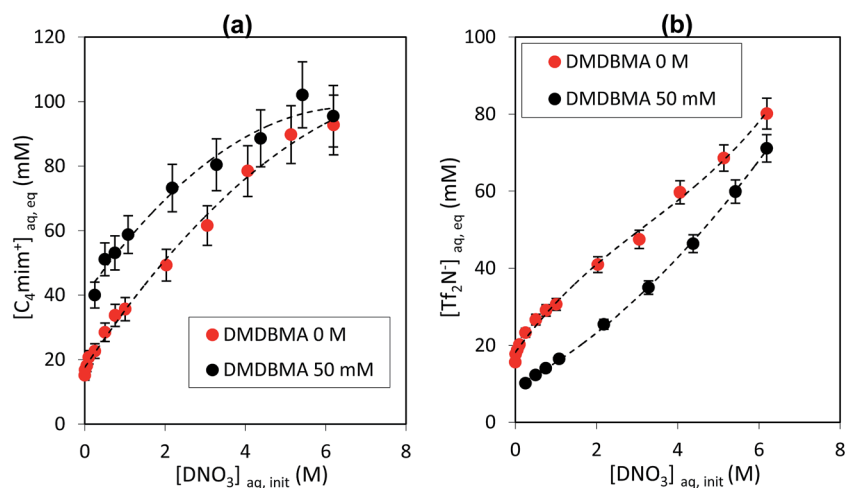 (a)
120
100
80
60
40
20
0
[C₄mim⁺] aq, eq (mM)
DMDBMA 0 M
DMDBMA 50 mM
0 2 4 6 8
[DNO₃] aq, init (M)
(b)
100
80
60
40
20
0
[Tf₂N⁻] aq, eq (mM)
DMDBMA 0 M
DMDBMA 50 mM
0 2 4 6 8
[DNO₃] aq, init (M)